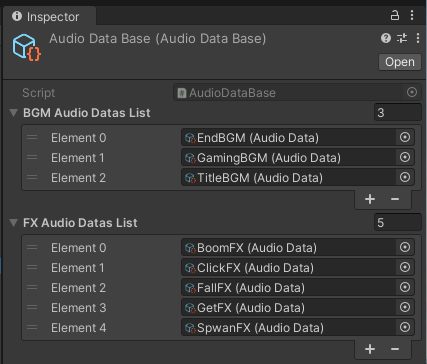 Inspector
Audio Data Base (Audio Data Base)
Open
Script AudioDataBase
BGM Audio Datas List 3
Element 0 EndBGM (Audio Data)
Element 1 GamingBGM (Audio Data)
Element 2 TitleBGM (Audio Data)
FX Audio Datas List 5
Element 0 BoomFX (Audio Data)
Element 1 ClickFX (Audio Data)
Element 2 FallFX (Audio Data)
Element 3 GetFX (Audio Data)
Element 4 SpwanFX (Audio Data)